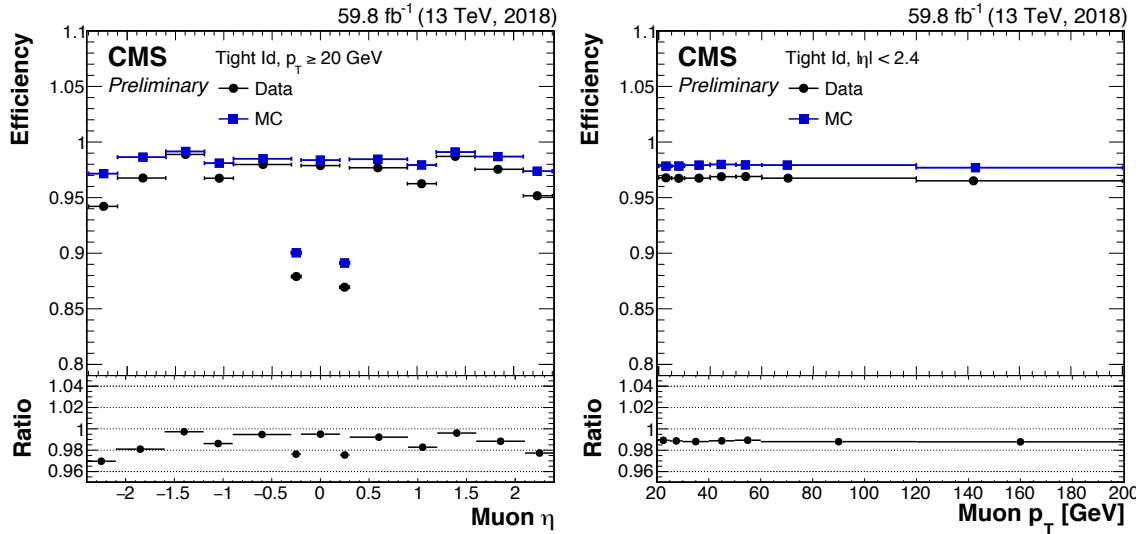 59.8 fb⁻¹ (13 TeV, 2018)
1.1
1.05
1
0.95
0.9
0.85
0.8
Efficiency
CMS
Preliminary
Tight Id, p_T ≥ 20 GeV
Data
MC
1.04
1.02
1
0.98
0.96
Ratio
−2 −1.5 −1 −0.5 0 0.5 1 1.5 2
Muon η
59.8 fb⁻¹ (13 TeV, 2018)
1.1
1.05
1
0.95
0.9
0.85
0.8
Efficiency
CMS
Preliminary
Tight Id, |η| < 2.4
Data
MC
1.04
1.02
1
0.98
0.96
Ratio
20 40 60 80 100 120 140 160 180 200
Muon p_T [GeV]